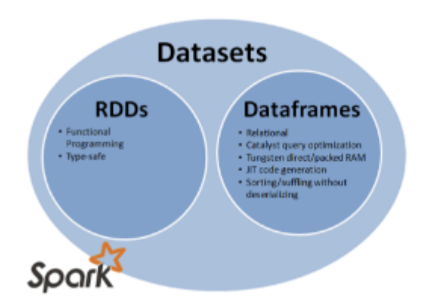 Datasets
RDDs
• Functional
Programming
• Type-safe
Dataframes
• Relational
• Catalyst query optimization
• Tungsten direct/packed RAM
• JIT code generation
• Sorting/suffling without
deserializing
Spark